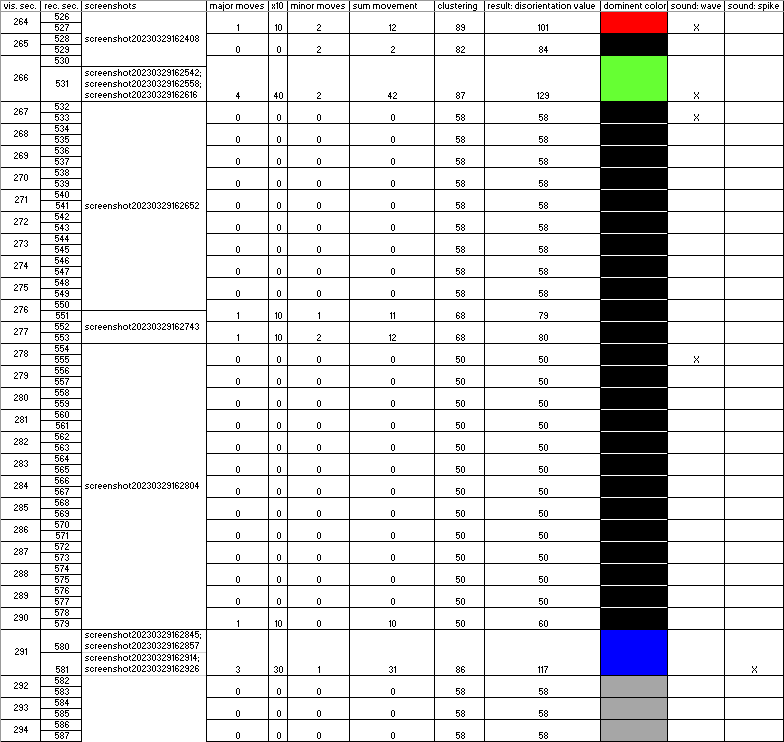 vis. sec. rec. sec. screenshots major moves x10 minor moves sum movement clustering result: disorientation value dominant color sound: wave sound: spike
264 526
527 1 10 2 12 89 101 X
screenshot20230329162408
265 528
529 0 0 2 2 82 84
266 530
531 screenshot20230329162542;
screenshot20230329162558;
screenshot20230329162616 4 40 2 42 87 129 X
267 532
533 0 0 0 0 58 58 X
268 534
535 0 0 0 0 58 58
269 536
537 0 0 0 0 58 58
270 538
539 0 0 0 0 58 58
271 540
541 screenshot20230329162652 0 0 0 0 58 58
272 542
543 0 0 0 0 58 58
273 544
545 0 0 0 0 58 58
274 546
547 0 0 0 0 58 58
275 548
549 0 0 0 0 58 58
276 550
551 1 10 1 11 68 79
screenshot20230329162743
277 552
553 1 10 2 12 68 80
278 554
555 0 0 0 0 50 50 X
279 556
557 0 0 0 0 50 50
280 558
559 0 0 0 0 50 50
281 560
561 0 0 0 0 50 50
282 562
563 0 0 0 0 50 50
283 564
565 0 0 0 0 50 50
284 566
screenshot20230329162804
567 0 0 0 0 50 50
285 568
569 0 0 0 0 50 50
286 570
571 0 0 0 0 50 50
287 572
573 0 0 0 0 50 50
288 574
575 0 0 0 0 50 50
289 576
577 0 0 0 0 50 50
290 578
579 1 10 0 10 50 60
291 580 screenshot20230329162845;
screenshot20230329162857
581 screenshot20230329162914;
screenshot20230329162926 3 30 1 31 86 117 X
292 582
583 0 0 0 0 58 58
293 584
585 0 0 0 0 58 58
294 586
587 0 0 0 0 58 58